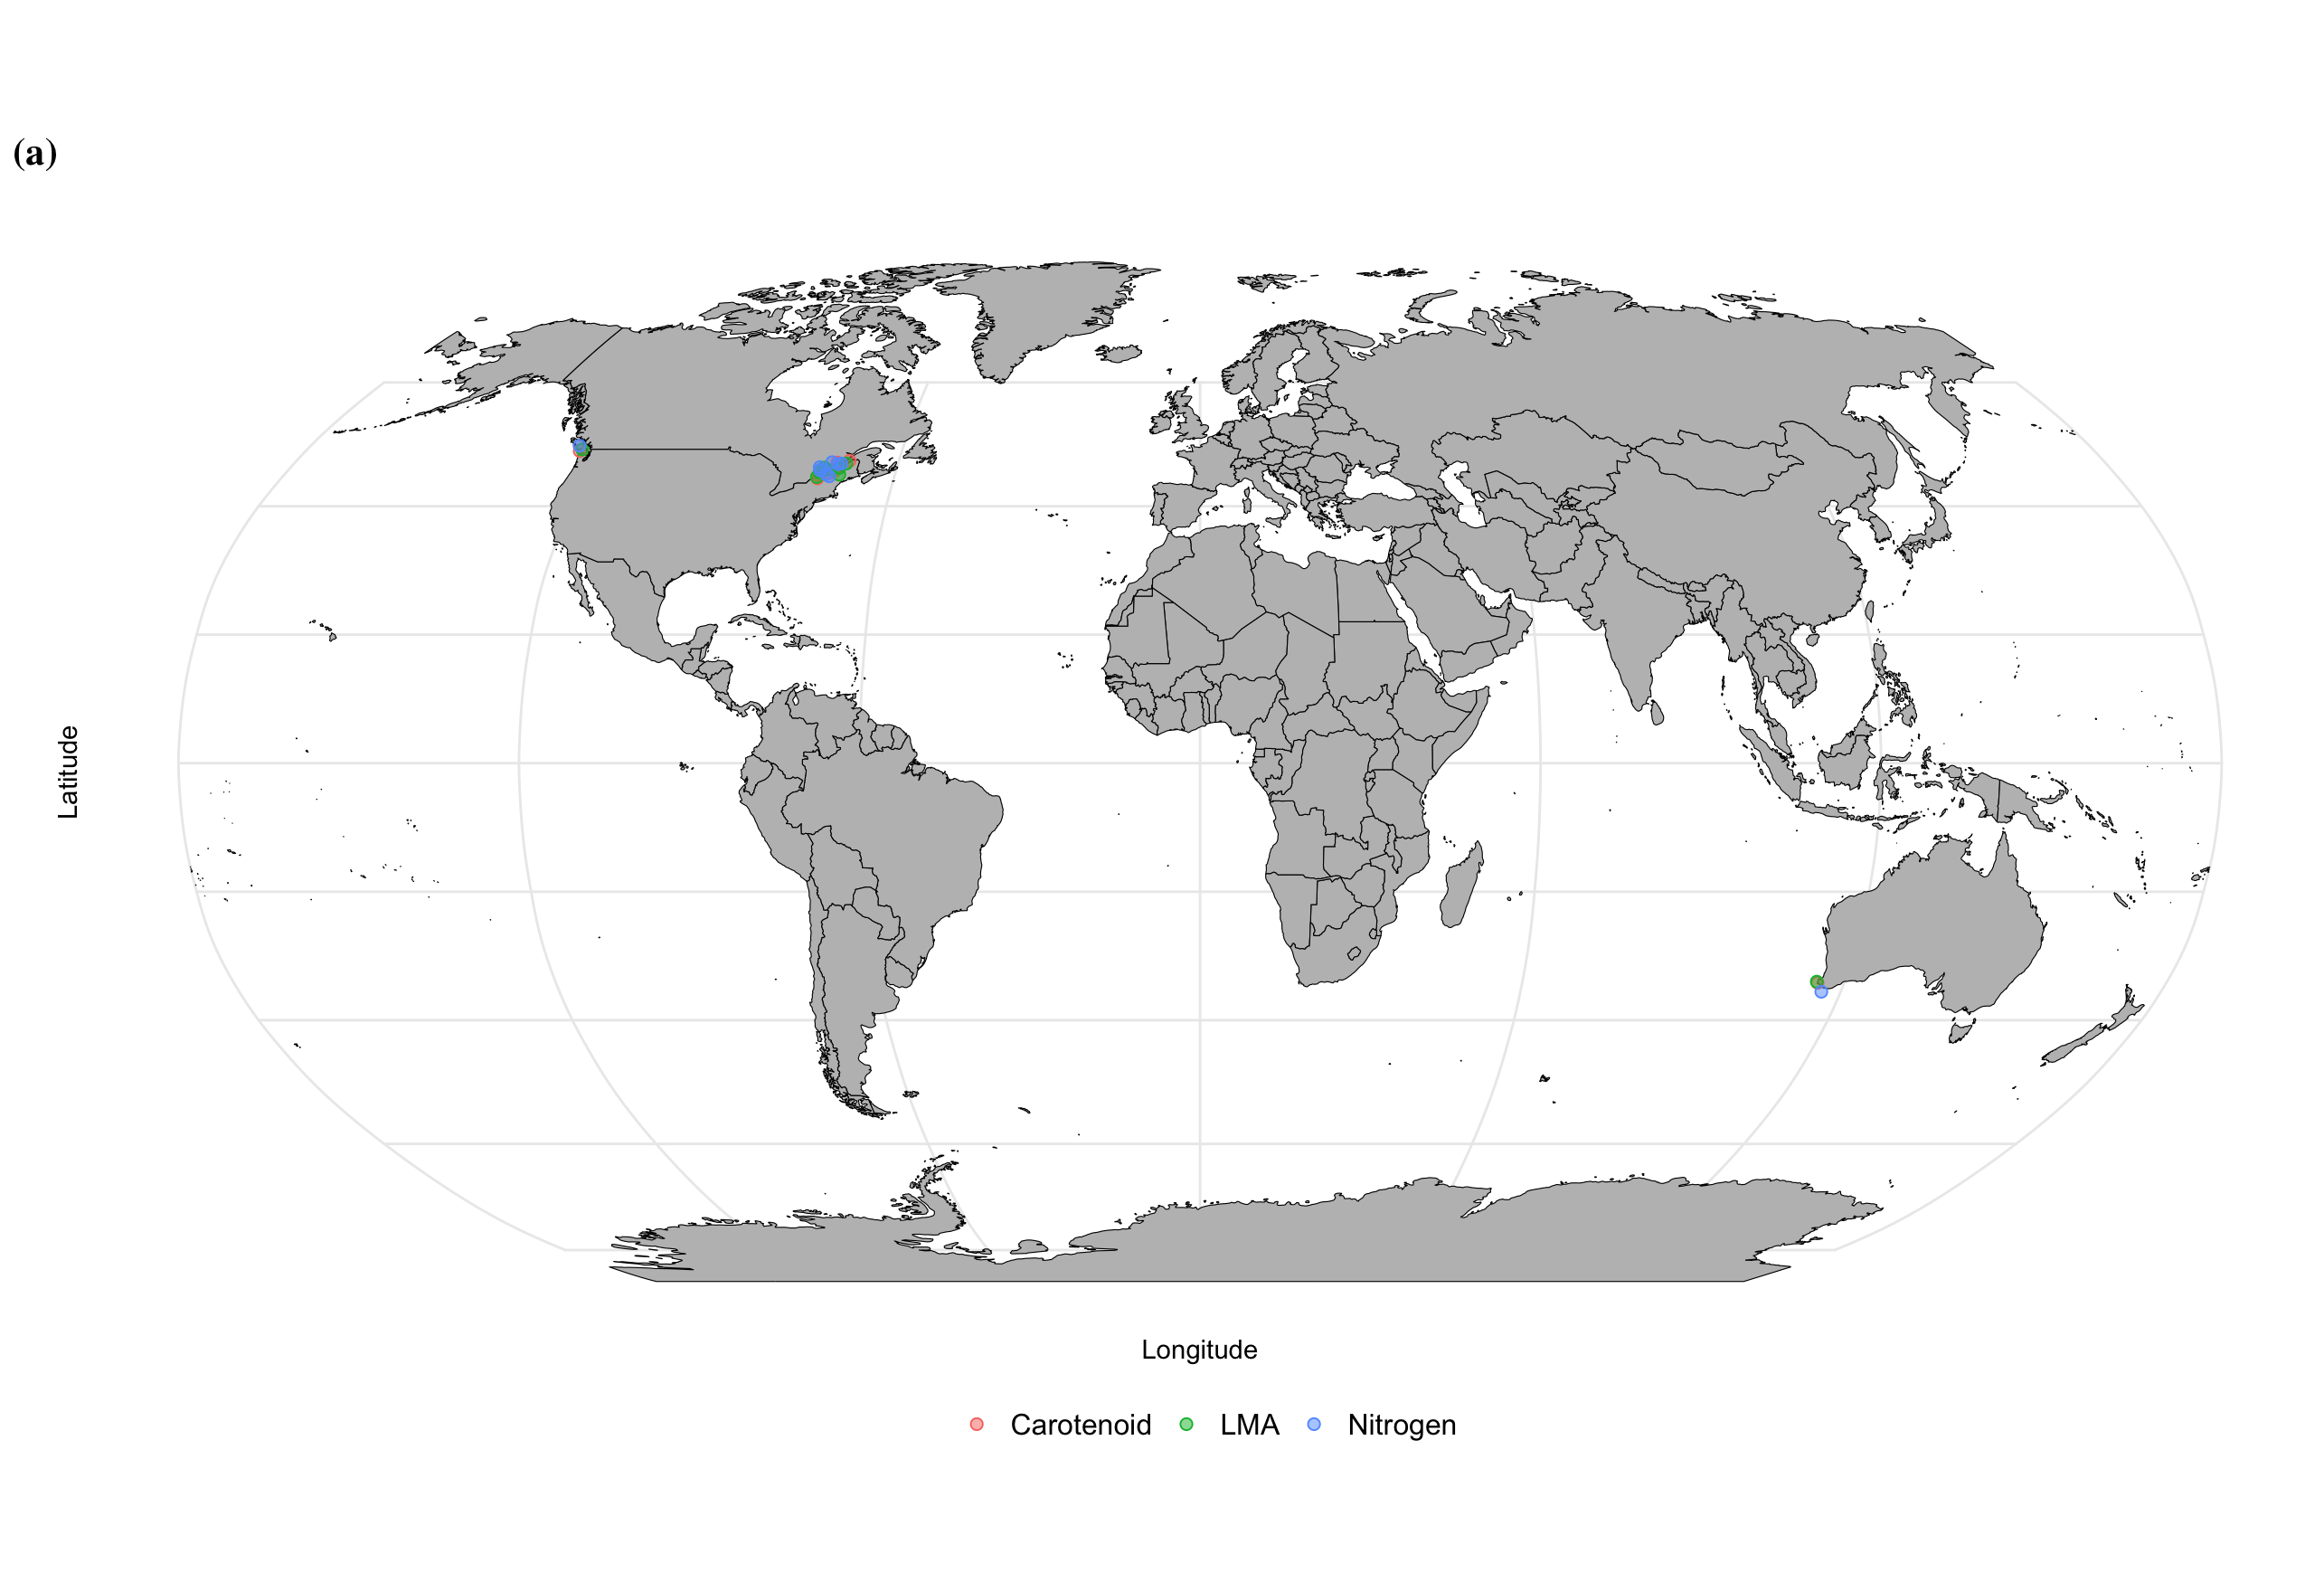 (a)
Latitude
Longitude
Carotenoid LMA Nitrogen